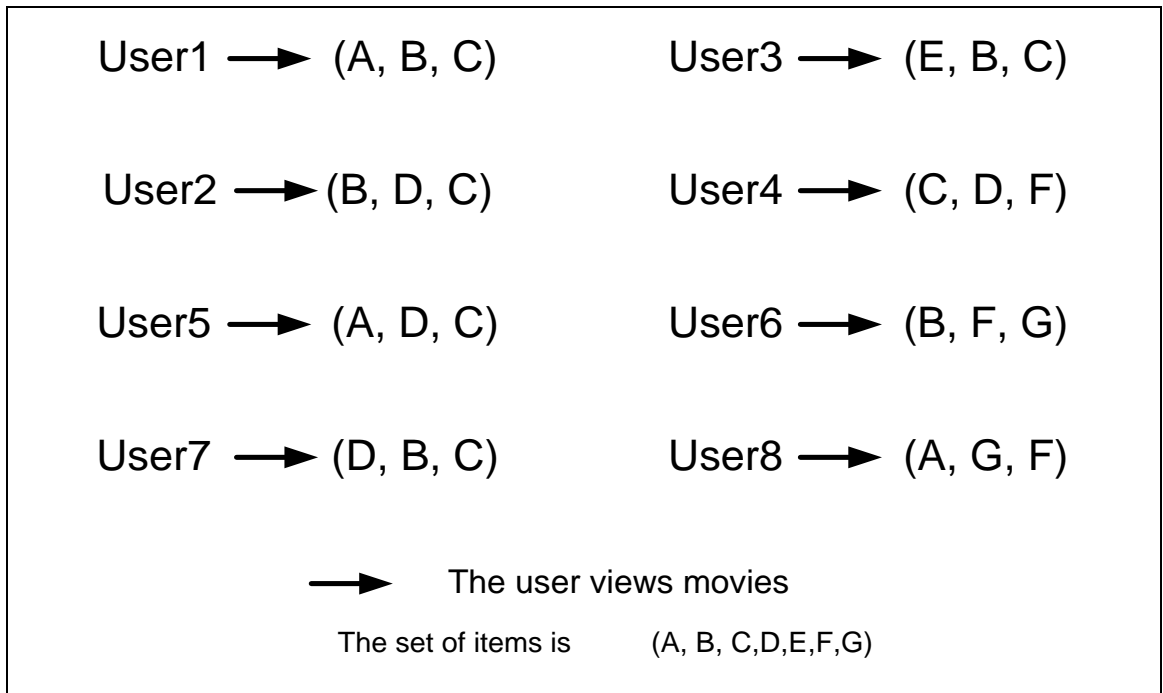 User1 (A, B, C) User3 (E, B, C)
User2 (B, D, C) User4 (C, D, F)
User5 (A, D, C) User6 (B, F, G)
User7 (D, B, C) User8 (A, G, F)
The user views movies
The set of items is (A, B, C,D,E,F,G)